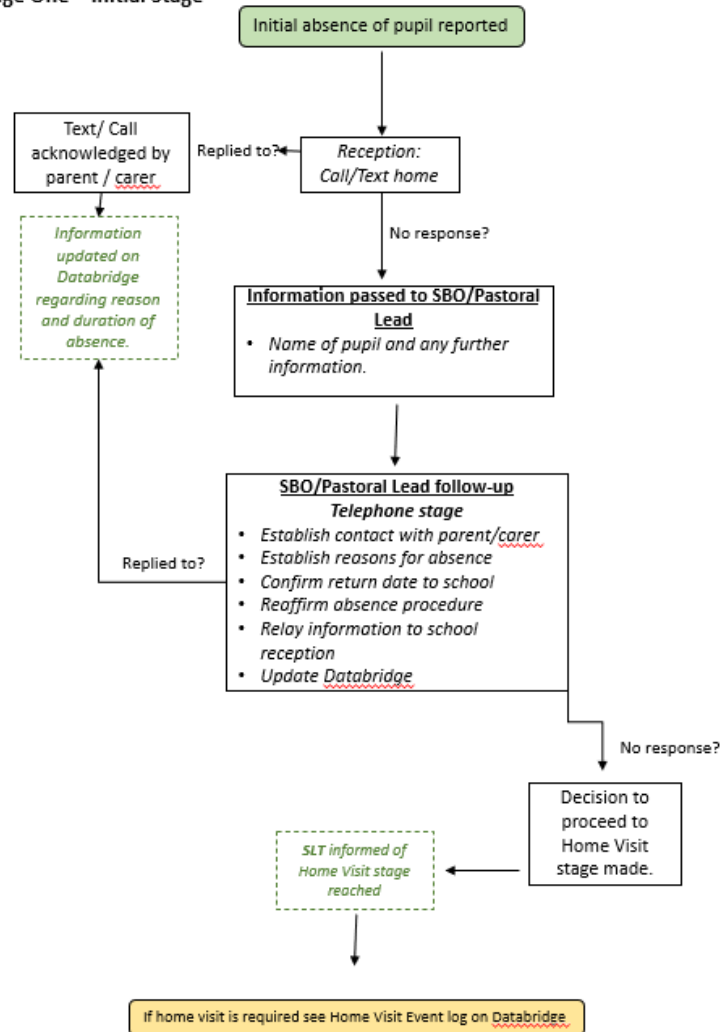 Initial absence of pupil reported
Text/ Call
acknowledged by
parent / carer
Replied to?
Reception:
Call/Text home
No response?
Information
updated on
Databridge
regarding reason
and duration of
absence.
Information passed to SBO/Pastoral
Lead
• Name of pupil and any further
information.
SBO/Pastoral Lead follow-up
Telephone stage
• Establish contact with parent/carer
• Establish reasons for absence
• Confirm return date to school
• Reaffirm absence procedure
• Relay information to school
reception
• Update Databridge
Replied to?
No response?
Decision to
proceed to
Home Visit
stage made.
SLT informed of
Home Visit stage
reached
If home visit is required see Home Visit Event log on Databridge